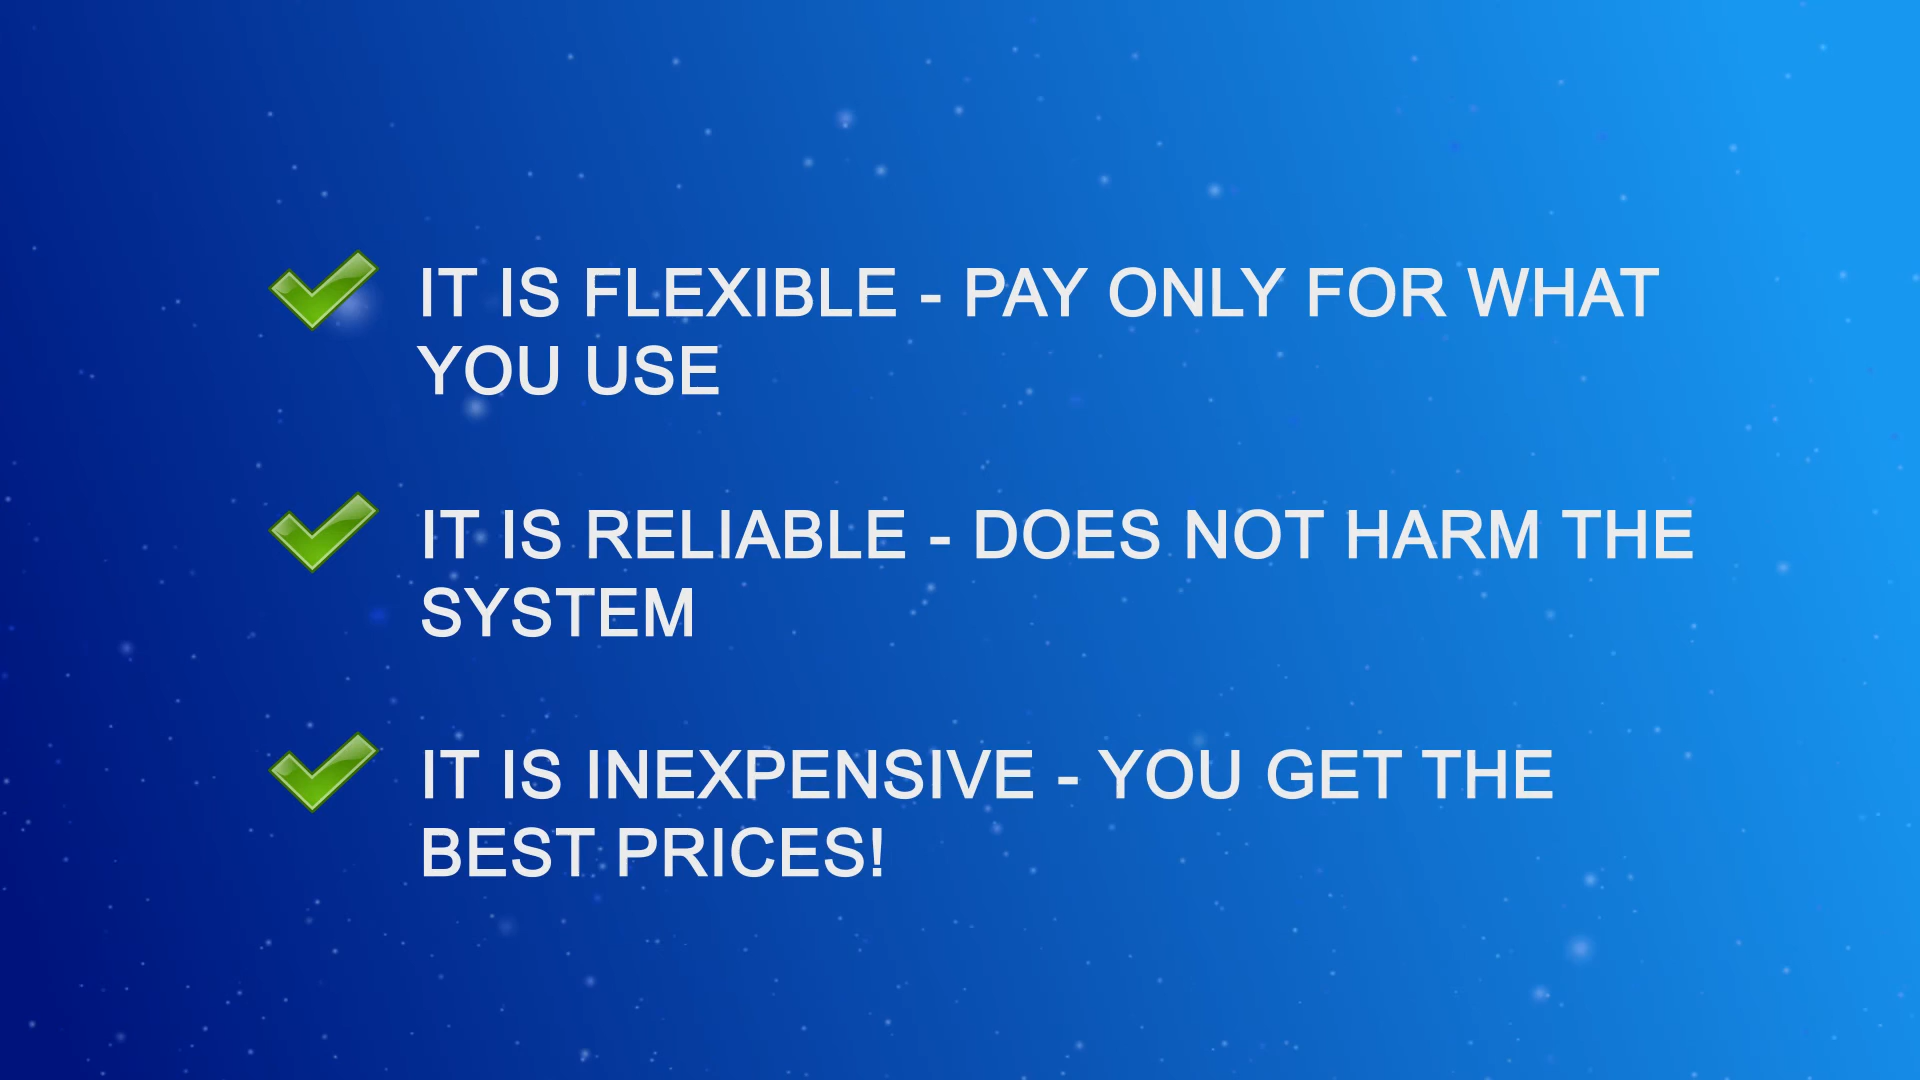 IT IS FLEXIBLE - PAY ONLY FOR WHAT
YOU USE
IT IS RELIABLE - DOES NOT HARM THE
SYSTEM
IT IS INEXPENSIVE - YOU GET THE
BEST PRICES!